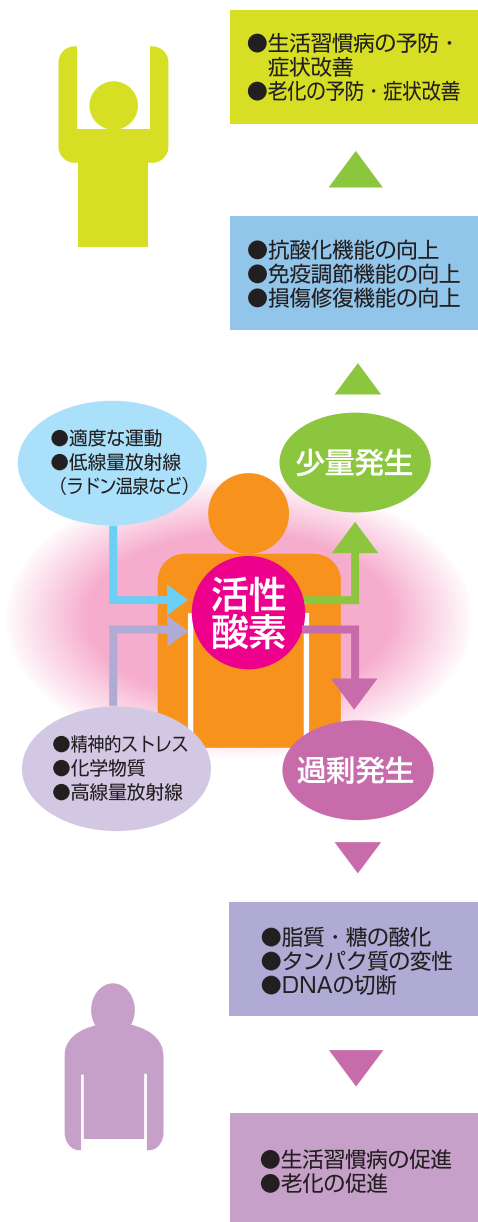 ●生活習慣病の予防・
症状改善
●老化の予防・症状改善
●抗酸化機能の向上
●免疫調節機能の向上
●損傷修復機能の向上
●適度な運動
●低線量放射線
（ラドン温泉など）
少量発生
活性
酸素
●精神的ストレス
●化学物質
●高線量放射線
過剰発生
●脂質・糖の酸化
●タンパク質の変性
●DNAの切断
●生活習慣病の促進
●老化の促進